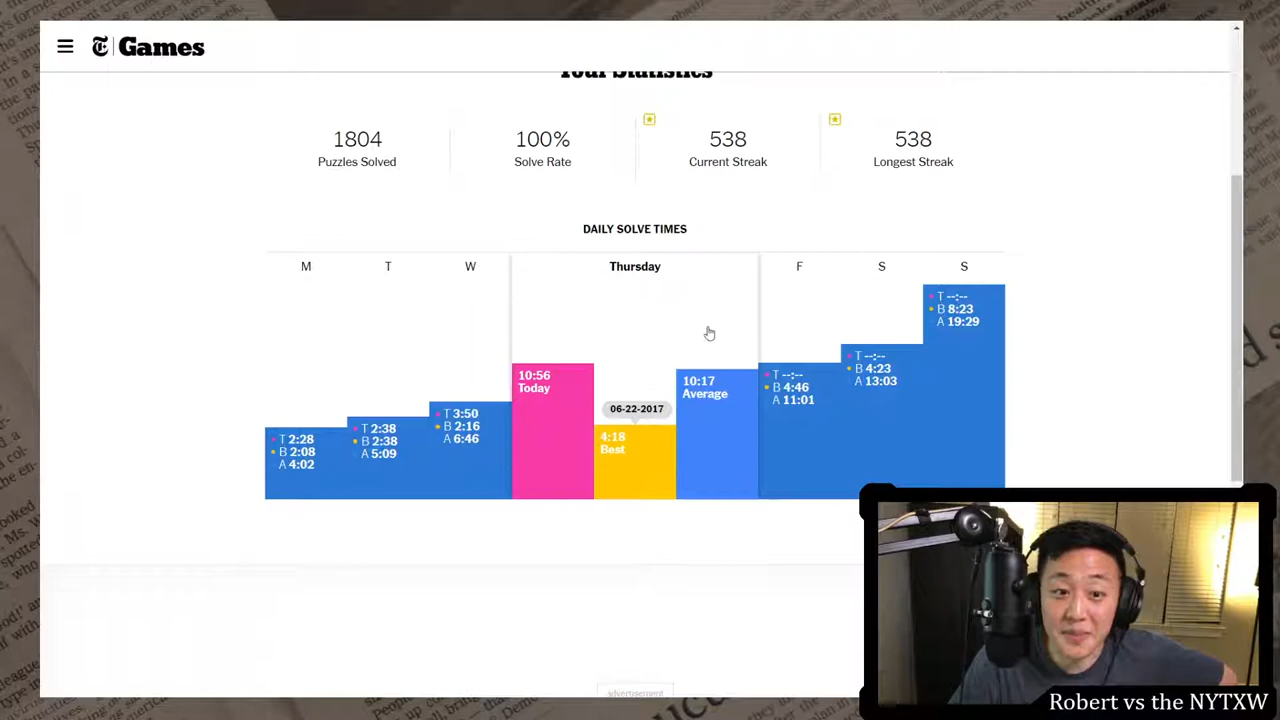 Games
Your Statistics
1804
Puzzles Solved
100%
Solve Rate
538
Current Streak
538
Longest Streak
DAILY SOLVE TIMES
M
T
W
Thursday
F
S
S
T 2:28
B 2:08
A 4:02
T 2:38
B 2:38
A 5:09
T 3:50
B 2:16
A 6:46
10:56
Today
06-22-2017
4:18
Best
10:17
Average
T --:--
B 4:46
A 11:01
T --:--
B 4:23
A 13:03
T --:--
B 8:23
A 19:29
advertisement
Robert vs the NYTXW